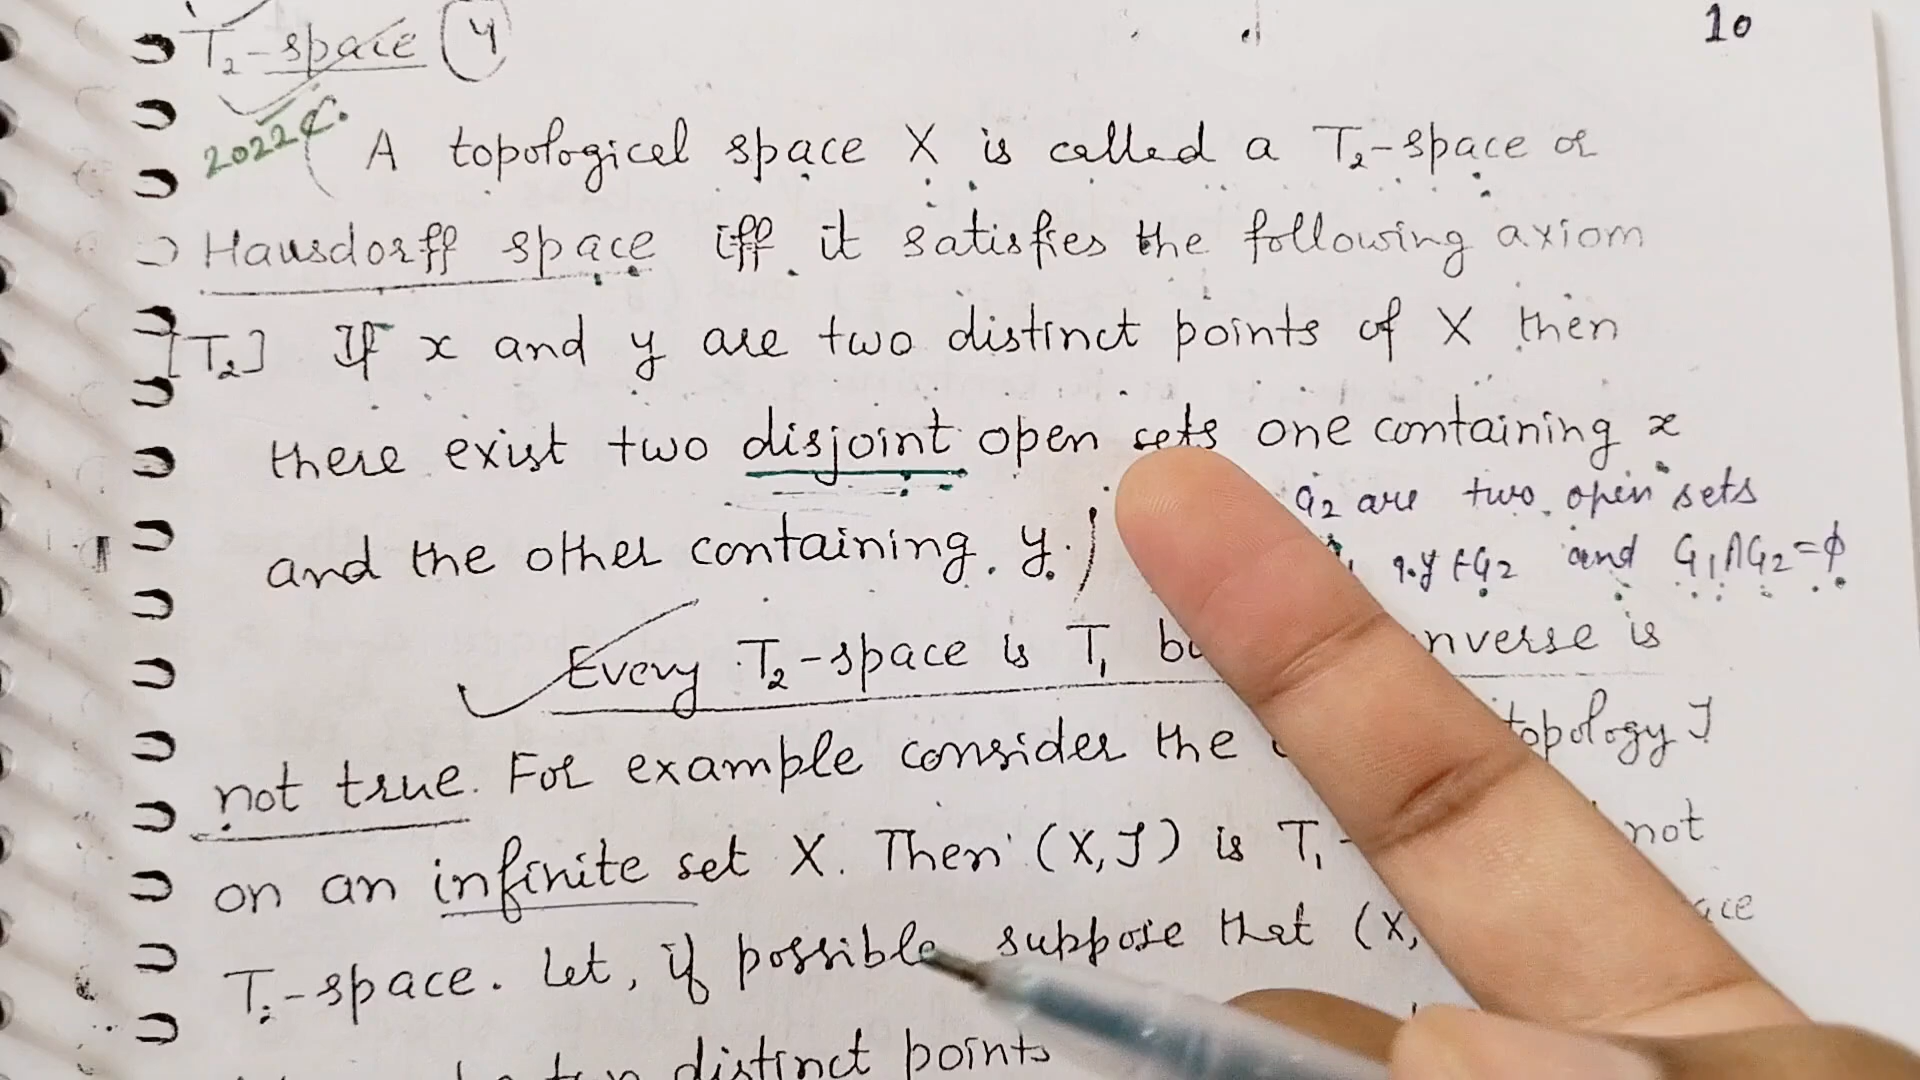 10
T₂-space 4
2022C.
A topological space X is called a T₂-space or
Hausdorff space iff it satisfies the following axiom
[T₂] If x and y are two distinct points of X then
there exist two disjoint open sets one containing x
and the other containing y.
G₂ are two open sets
y ∈ G₂ and G₁∩G₂=φ
Every T₂-space is T₁ is
not true. For example consider the topology J
on an infinite set X. Then (X,J) is T₁- not
T₂-space. Let, if possible suppose that (X,
distinct points